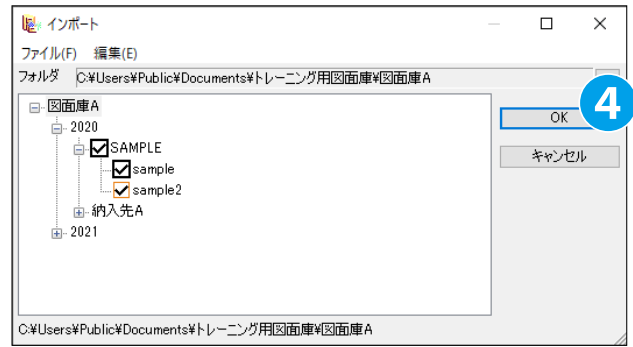 インポート
ファイル(F) 編集(E)
フォルダ C:¥Users¥Public¥Documents¥トレーニング用図面庫¥図面庫A
図面庫A
2020
SAMPLE
sample
sample2
納入先A
2021
OK
4
キャンセル
C:¥Users¥Public¥Documents¥トレーニング用図面庫¥図面庫A